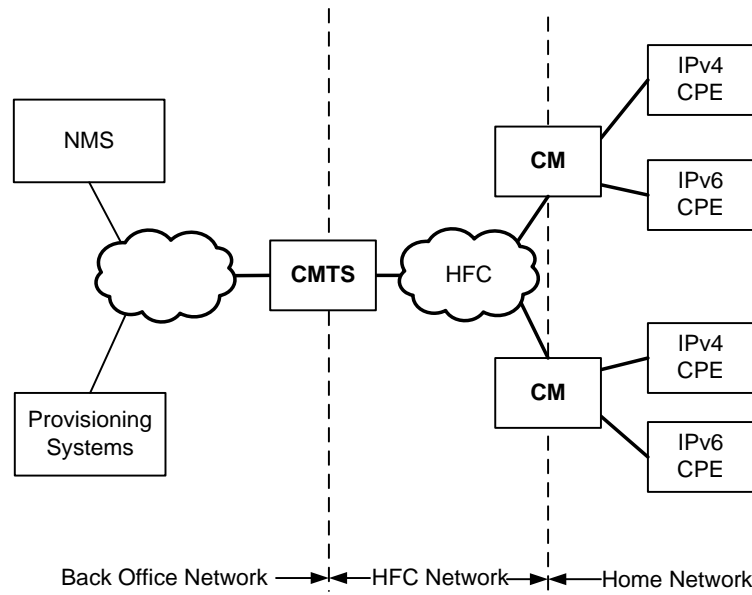 NMS
Provisioning
Systems
CMTS
HFC
CM
IPv4
CPE
IPv6
CPE
CM
IPv4
CPE
IPv6
CPE
Back Office Network
HFC Network
Home Network